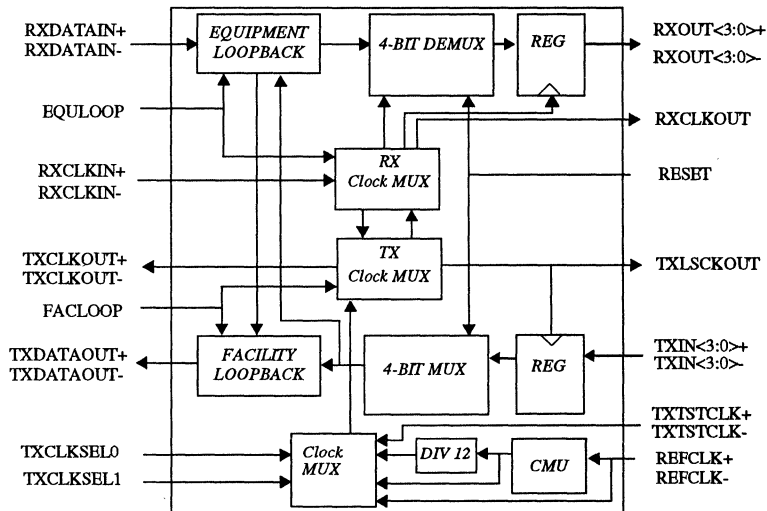 RXDATAIN+
RXDATAIN-
EQUIPMENT
LOOPBACK
4-BIT DEMUX
REG
RXOUT<3:0>+
RXOUT<3:0>-
EQULOOP
RXCLKOUT
RXCLKIN+
RXCLKIN-
RX
Clock MUX
RESET
TXCLKOUT+
TXCLKOUT-
TX
Clock MUX
TXLSCKOUT
FACLOOP
TXDATAOUT+
TXDATAOUT-
FACILITY
LOOPBACK
4-BIT MUX
REG
TXIN<3:0>+
TXIN<3:0>-
TXTSTCLK+
TXTSTCLK-
TXCLKSEL0
TXCLKSEL1
Clock
MUX
DIV 12
CMU
REFCLK+
REFCLK-